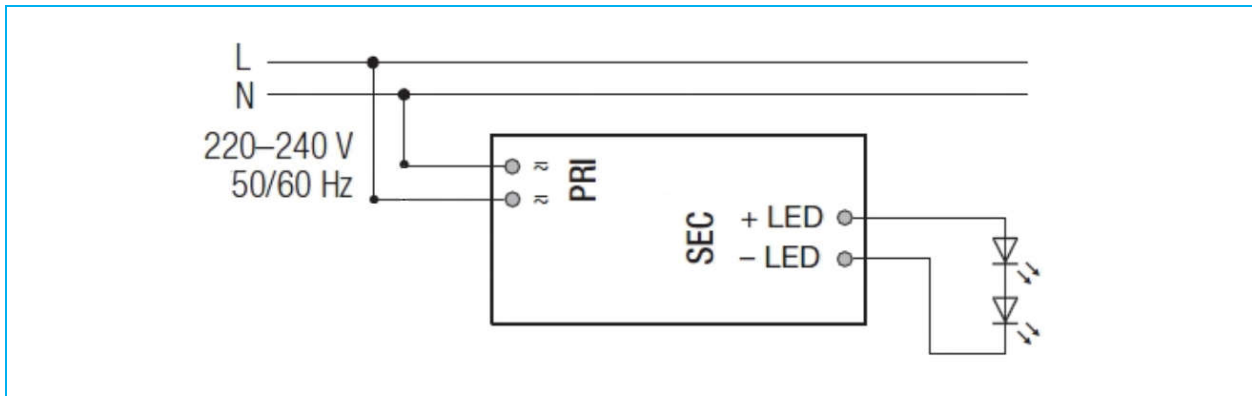 L
N
220–240 V
50/60 Hz
≂
≂
PRI
SEC
+ LED
– LED